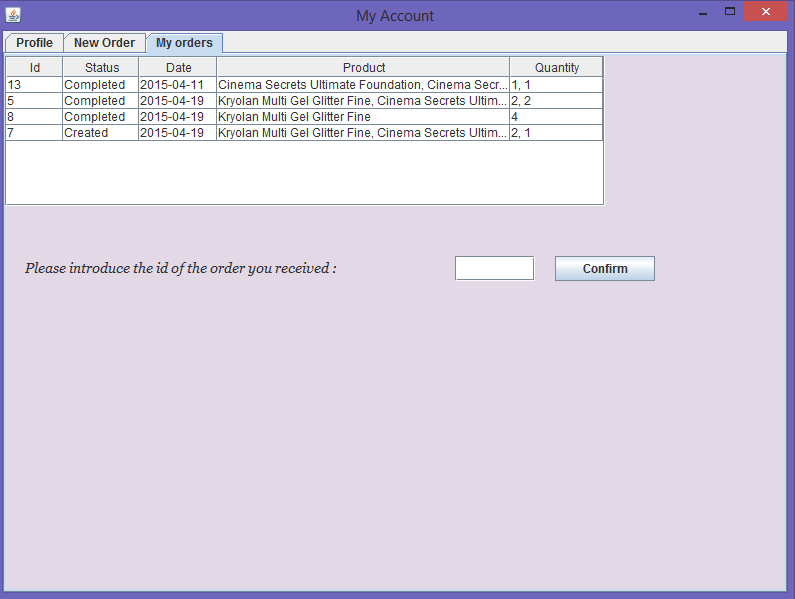 My Account
Profile New Order My orders
Id Status Date Product Quantity
13 Completed 2015-04-11 Cinema Secrets Ultimate Foundation, Cinema Secr... 1, 1
5 Completed 2015-04-19 Kryolan Multi Gel Glitter Fine, Cinema Secrets Ultim... 2, 2
8 Completed 2015-04-19 Kryolan Multi Gel Glitter Fine 4
7 Created 2015-04-19 Kryolan Multi Gel Glitter Fine, Cinema Secrets Ultim... 2, 1
Please introduce the id of the order you received : Confirm